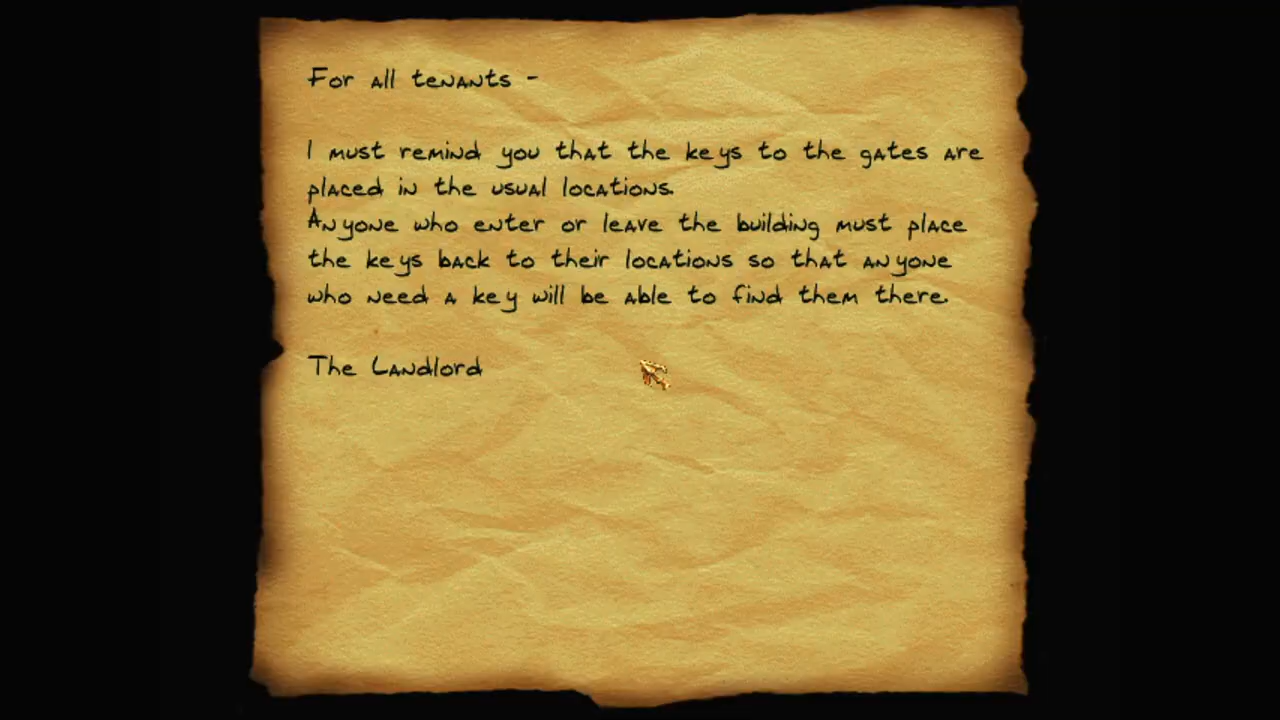 For all tenants -
I must remind you that the keys to the gates are
placed in the usual locations.
Anyone who enter or leave the building must place
the keys back to their locations so that anyone
who need a key will be able to find them there.
The Landlord